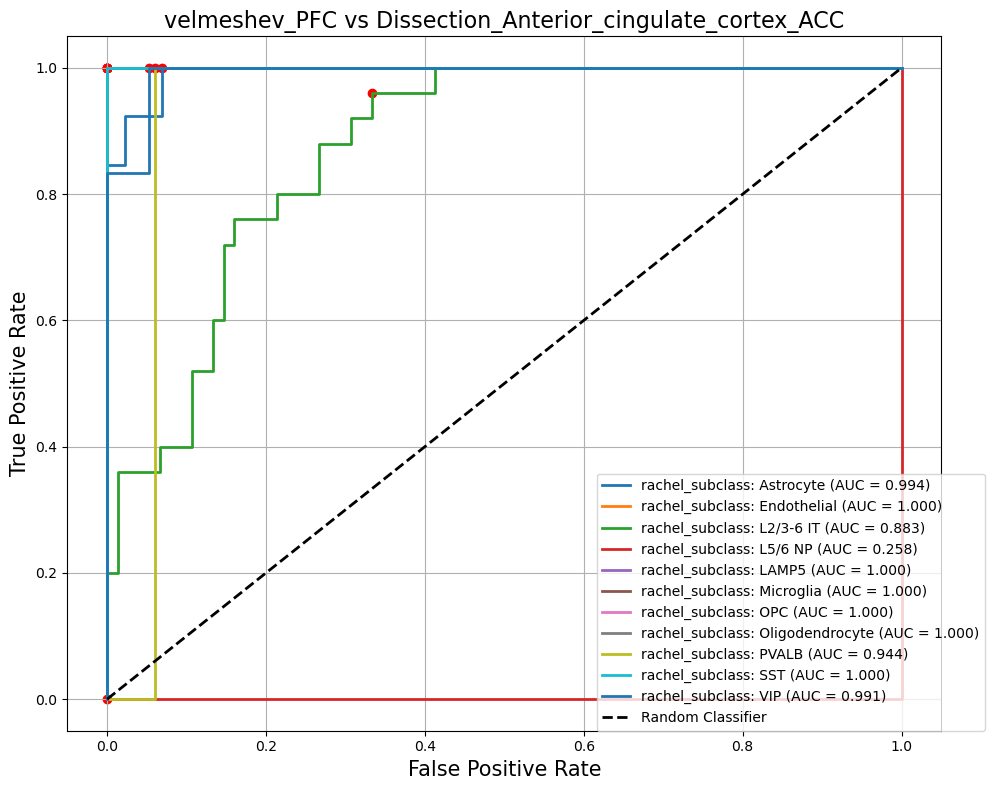 velmeshev_PFC vs Dissection_Anterior_cingulate_cortex_ACC
True Positive Rate
1.0
0.8
0.6
0.4
0.2
0.0
rachel_subclass: Astrocyte (AUC = 0.994)
rachel_subclass: Endothelial (AUC = 1.000)
rachel_subclass: L2/3-6 IT (AUC = 0.883)
rachel_subclass: L5/6 NP (AUC = 0.258)
rachel_subclass: LAMP5 (AUC = 1.000)
rachel_subclass: Microglia (AUC = 1.000)
rachel_subclass: OPC (AUC = 1.000)
rachel_subclass: Oligodendrocyte (AUC = 1.000)
rachel_subclass: PVALB (AUC = 0.944)
rachel_subclass: SST (AUC = 1.000)
rachel_subclass: VIP (AUC = 0.991)
Random Classifier
0.0 0.2 0.4 0.6 0.8 1.0
False Positive Rate